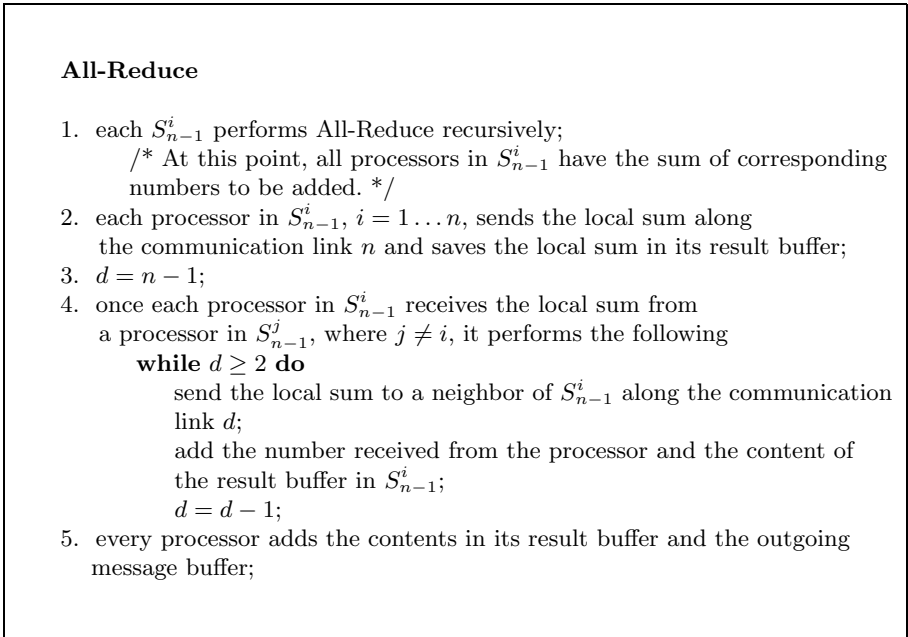 All-Reduce
1. each $S^i_{n-1}$ performs All-Reduce recursively;
/* At this point, all processors in $S^i_{n-1}$ have the sum of corresponding
numbers to be added. */
2. each processor in $S^i_{n-1}$, $i = 1 \ldots n$, sends the local sum along
the communication link $n$ and saves the local sum in its result buffer;
3. $d = n - 1$;
4. once each processor in $S^i_{n-1}$ receives the local sum from
a processor in $S^j_{n-1}$, where $j \neq i$, it performs the following
while $d \geq 2$ do
send the local sum to a neighbor of $S^i_{n-1}$ along the communication
link $d$;
add the number received from the processor and the content of
the result buffer in $S^i_{n-1}$;
$d = d - 1$;
5. every processor adds the contents in its result buffer and the outgoing
message buffer;